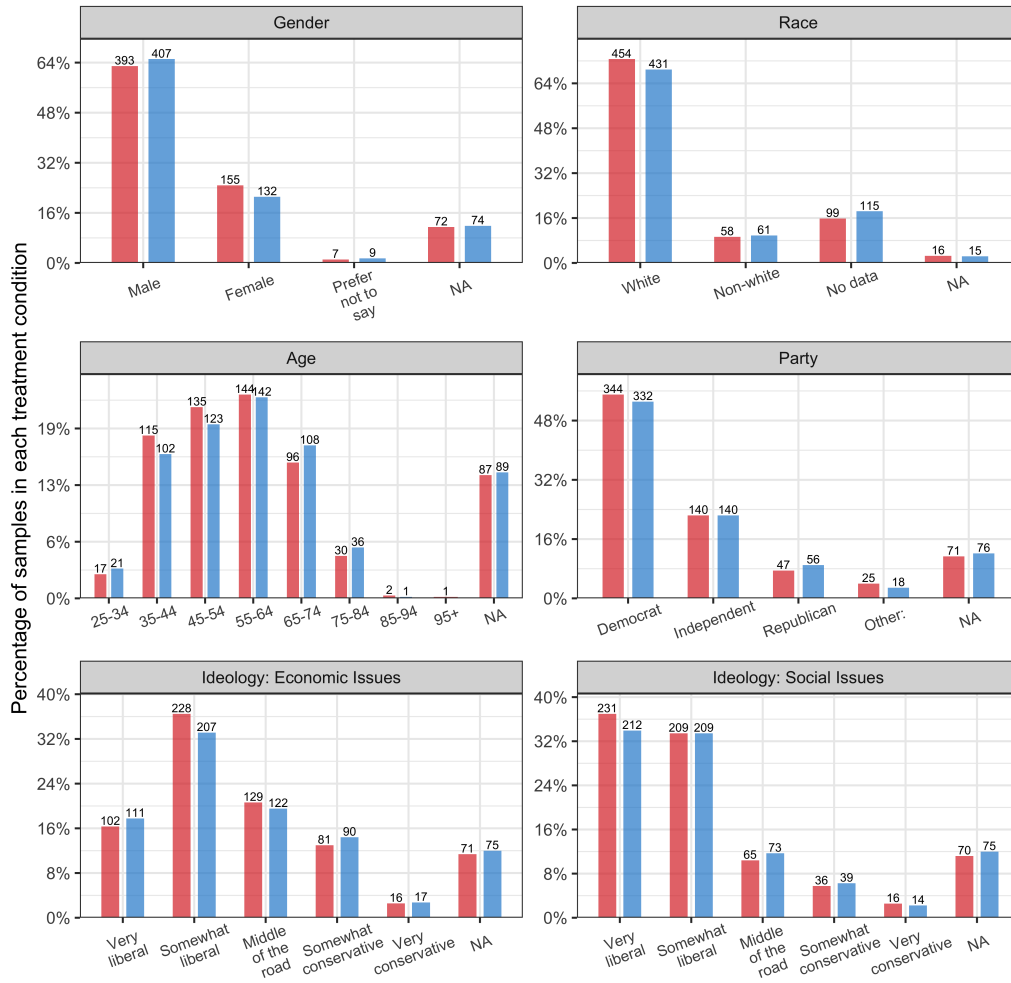 Percentage of samples in each treatment condition
Gender
64%
48%
32%
16%
0%
393
407
155
132
7
9
72
74
Male
Female
Prefer
not to
say
NA
Race
64%
48%
32%
16%
0%
454
431
58
61
99
115
16
15
White
Non-white
No data
NA
Age
19%
13%
6%
0%
17
21
115
102
135
123
144
142
96
108
30
36
2
1
1
87
89
25-34
35-44
45-54
55-64
65-74
75-84
85-94
95+
NA
Party
48%
32%
16%
0%
344
332
140
140
47
56
25
18
71
76
Democrat
Independent
Republican
Other:
NA
Ideology: Economic Issues
40%
32%
24%
16%
8%
0%
102
111
228
207
129
122
81
90
16
17
71
75
Very
liberal
Somewhat
liberal
Middle
of the
road
Somewhat
conservative
Very
conservative
NA
Ideology: Social Issues
40%
32%
24%
16%
8%
0%
231
212
209
209
65
73
36
39
16
14
70
75
Very
liberal
Somewhat
liberal
Middle
of the
road
Somewhat
conservative
Very
conservative
NA